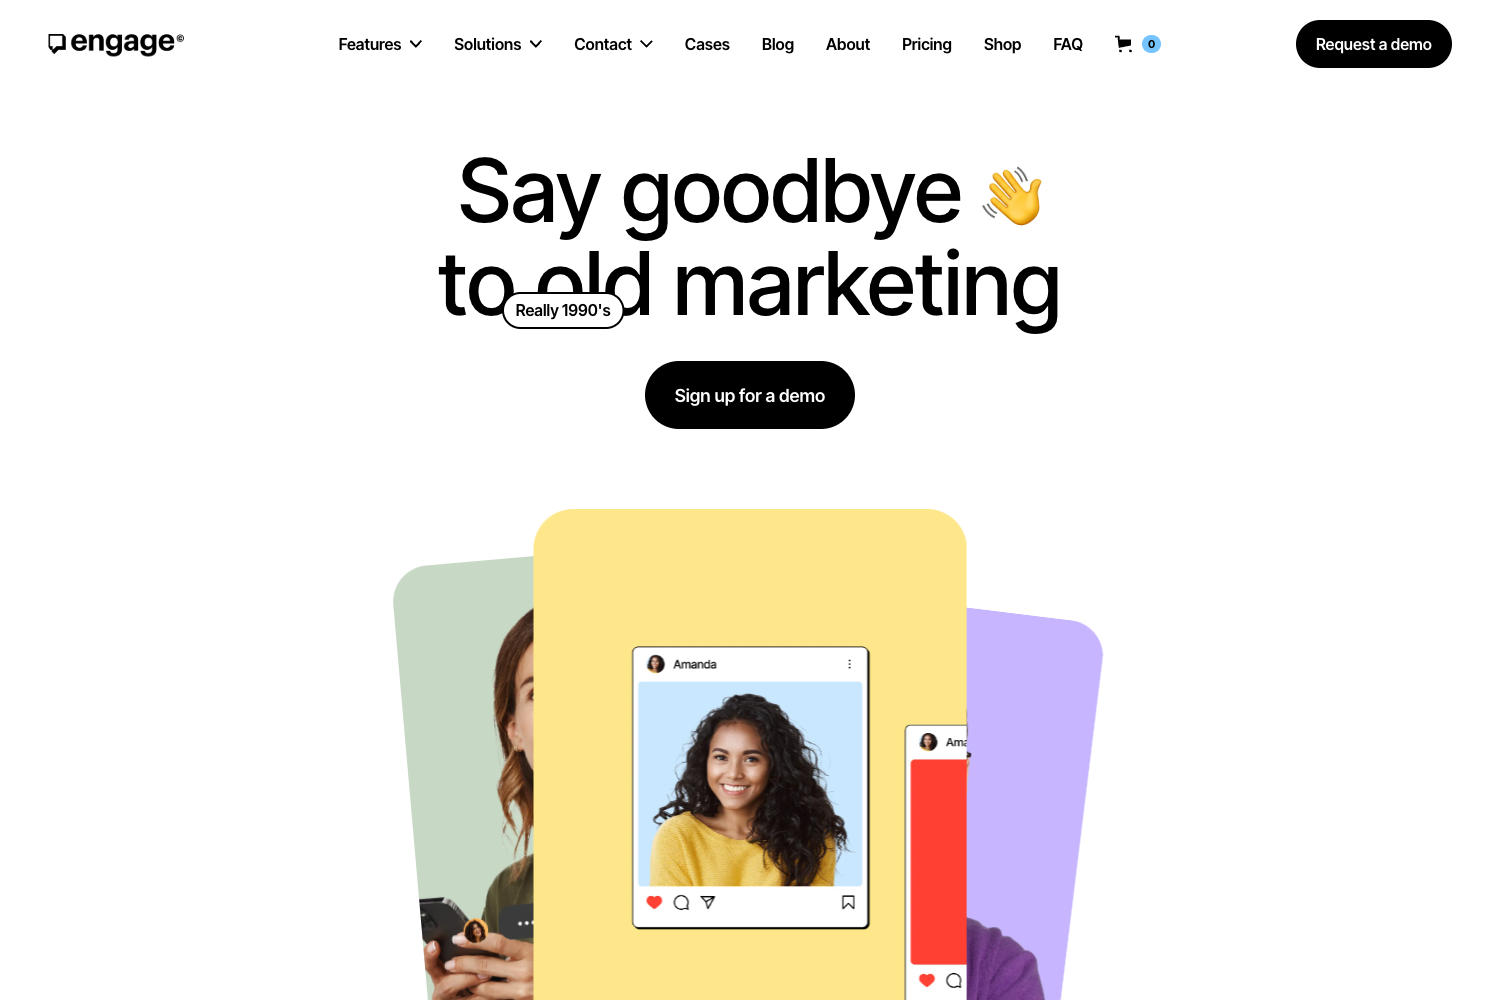 engage©
Features
Solutions
Contact
Cases
Blog
About
Pricing
Shop
FAQ
0
Request a demo
Say goodbye 👋
to old marketing
Really 1990's
Sign up for a demo
Amanda
Ama